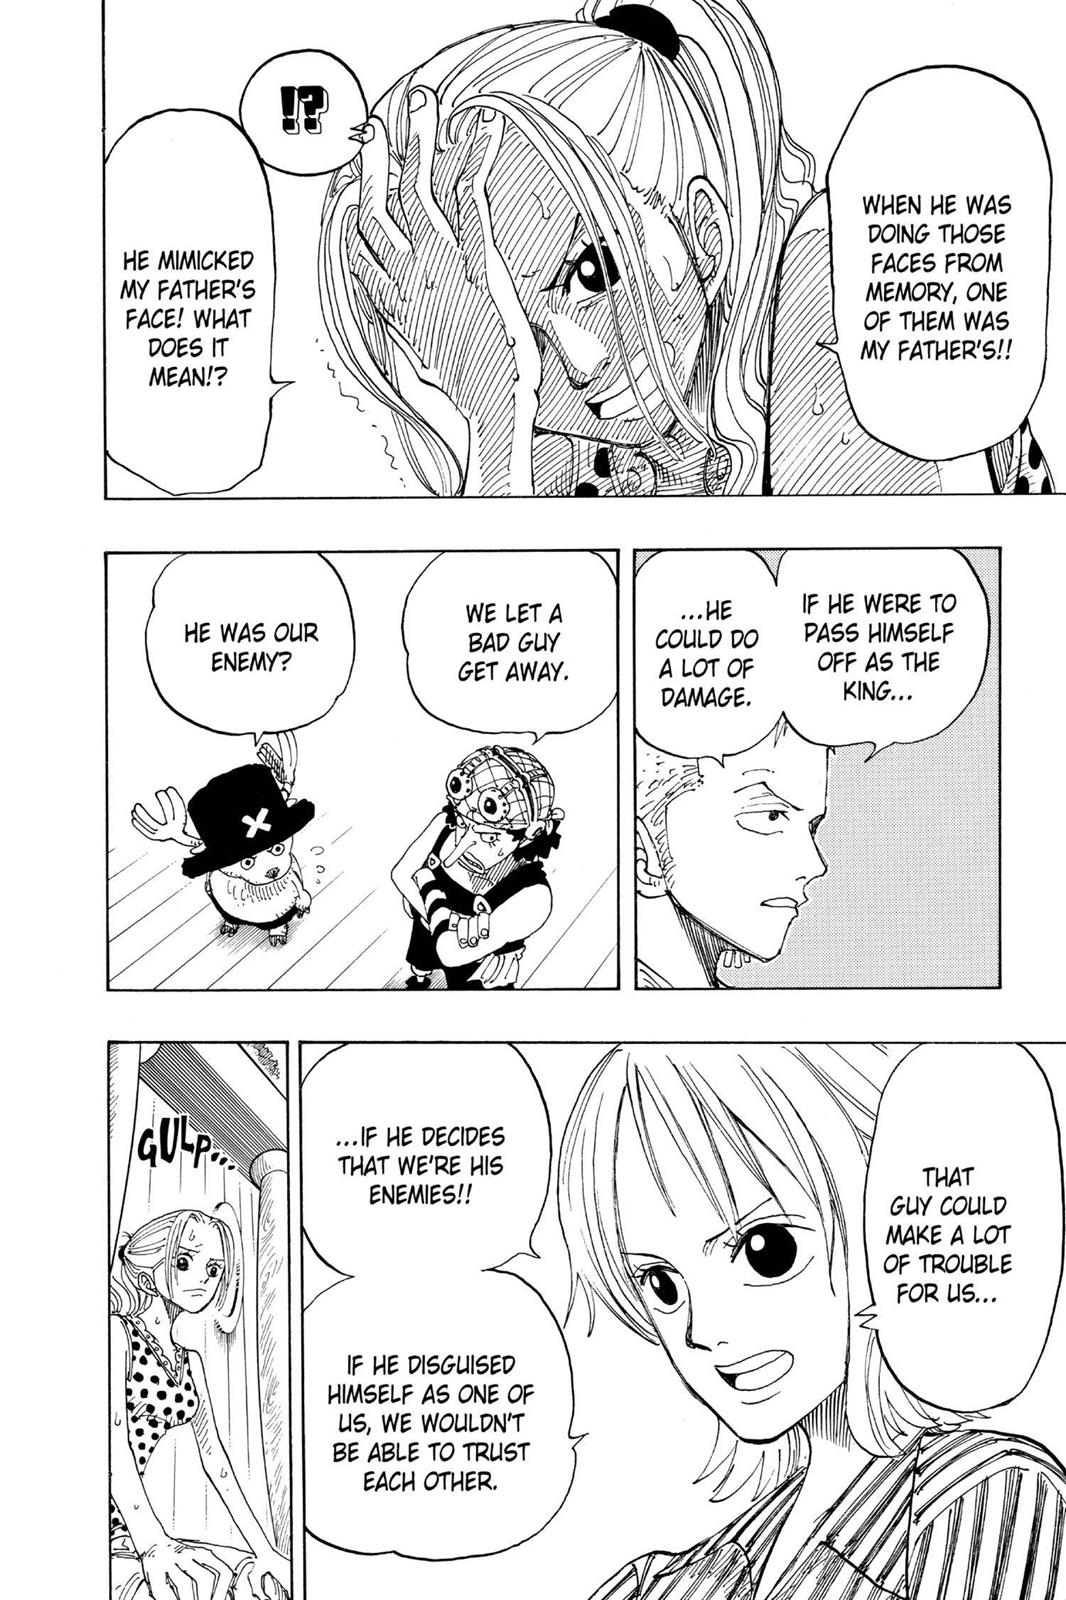 WHEN HE WAS
DOING THOSE
FACES FROM
MEMORY, ONE
OF THEM WAS
MY FATHER'S!!
!?
HE MIMICKED
MY FATHER'S
FACE! WHAT
DOES IT
MEAN!?
IF HE WERE TO
PASS HIMSELF
OFF AS THE
KING...
...HE
COULD DO
A LOT OF
DAMAGE.
WE LET A
BAD GUY
GET AWAY.
HE WAS OUR
ENEMY?
THAT
GUY COULD
MAKE A LOT
OF TROUBLE
FOR US...
...IF HE DECIDES
THAT WE'RE HIS
ENEMIES!!
IF HE DISGUISED
HIMSELF AS ONE OF
US, WE WOULDN'T
BE ABLE TO TRUST
EACH OTHER.
GULP...